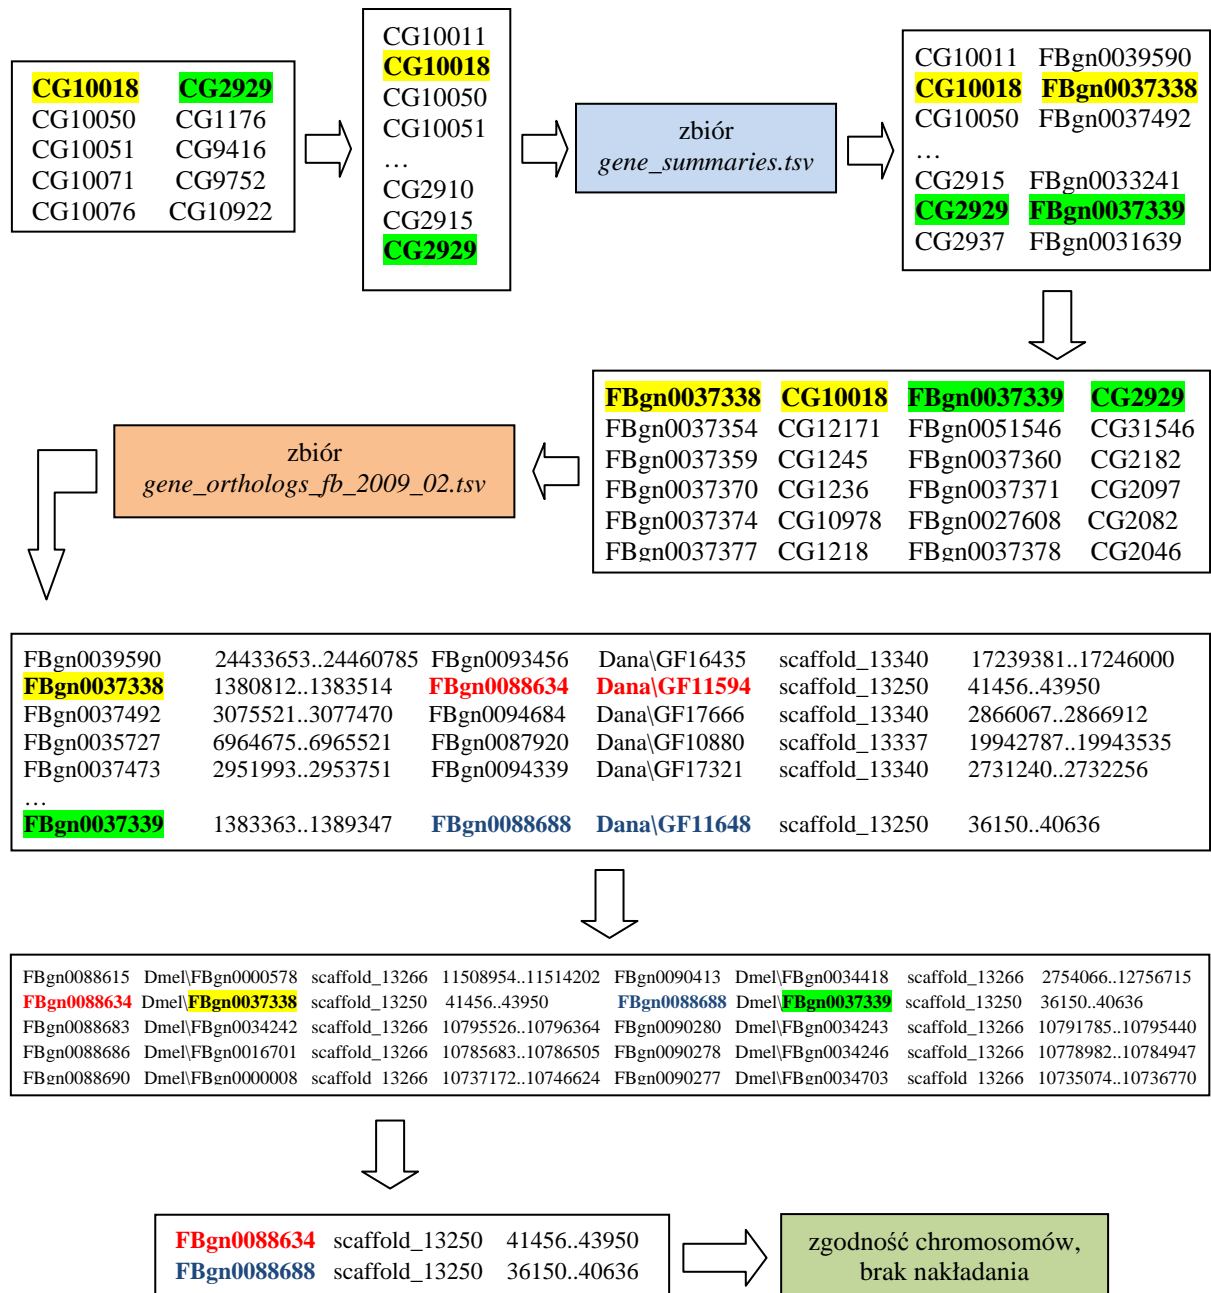 CG10018 CG2929
CG10050 CG1176
CG10051 CG9416
CG10071 CG9752
CG10076 CG10922
CG10011
CG10018
CG10050
CG10051
…
CG2910
CG2915
CG2929
zbiór
gene_summaries.tsv
CG10011 FBgn0039590
CG10018 FBgn0037338
CG10050 FBgn0037492
…
CG2915 FBgn0033241
CG2929 FBgn0037339
CG2937 FBgn0031639
FBgn0037338 CG10018 FBgn0037339 CG2929
FBgn0037354 CG12171 FBgn0051546 CG31546
FBgn0037359 CG1245 FBgn0037360 CG2182
FBgn0037370 CG1236 FBgn0037371 CG2097
FBgn0037374 CG10978 FBgn0027608 CG2082
FBgn0037377 CG1218 FBgn0037378 CG2046
zbiór
gene_orthologs_fb_2009_02.tsv
FBgn0039590 24433653..24460785 FBgn0093456 Dana\GF16435 scaffold_13340 17239381..17246000
FBgn0037338 1380812..1383514 FBgn0088634 Dana\GF11594 scaffold_13250 41456..43950
FBgn0037492 3075521..3077470 FBgn0094684 Dana\GF17666 scaffold_13340 2866067..2866912
FBgn0035727 6964675..6965521 FBgn0087920 Dana\GF10880 scaffold_13337 19942787..19943535
FBgn0037473 2951993..2953751 FBgn0094339 Dana\GF17321 scaffold_13340 2731240..2732256
…
FBgn0037339 1383363..1389347 FBgn0088688 Dana\GF11648 scaffold_13250 36150..40636
FBgn0088615 Dmel\FBgn0000578 scaffold_13266 11508954..11514202 FBgn0090413 Dmel\FBgn0034418 scaffold_13266 2754066..12756715
FBgn0088634 Dmel\FBgn0037338 scaffold_13250 41456..43950 FBgn0088688 Dmel\FBgn0037339 scaffold_13250 36150..40636
FBgn0088683 Dmel\FBgn0034242 scaffold_13266 10795526..10796364 FBgn0090280 Dmel\FBgn0034243 scaffold_13266 10791785..10795440
FBgn0088686 Dmel\FBgn0016701 scaffold_13266 10785683..10786505 FBgn0090278 Dmel\FBgn0034246 scaffold_13266 10778982..10784947
FBgn0088690 Dmel\FBgn0000008 scaffold_13266 10737172..10746624 FBgn0090277 Dmel\FBgn0034703 scaffold_13266 10735074..10736770
FBgn0088634 scaffold_13250 41456..43950
FBgn0088688 scaffold_13250 36150..40636
zgodność chromosomów,
brak nakładania